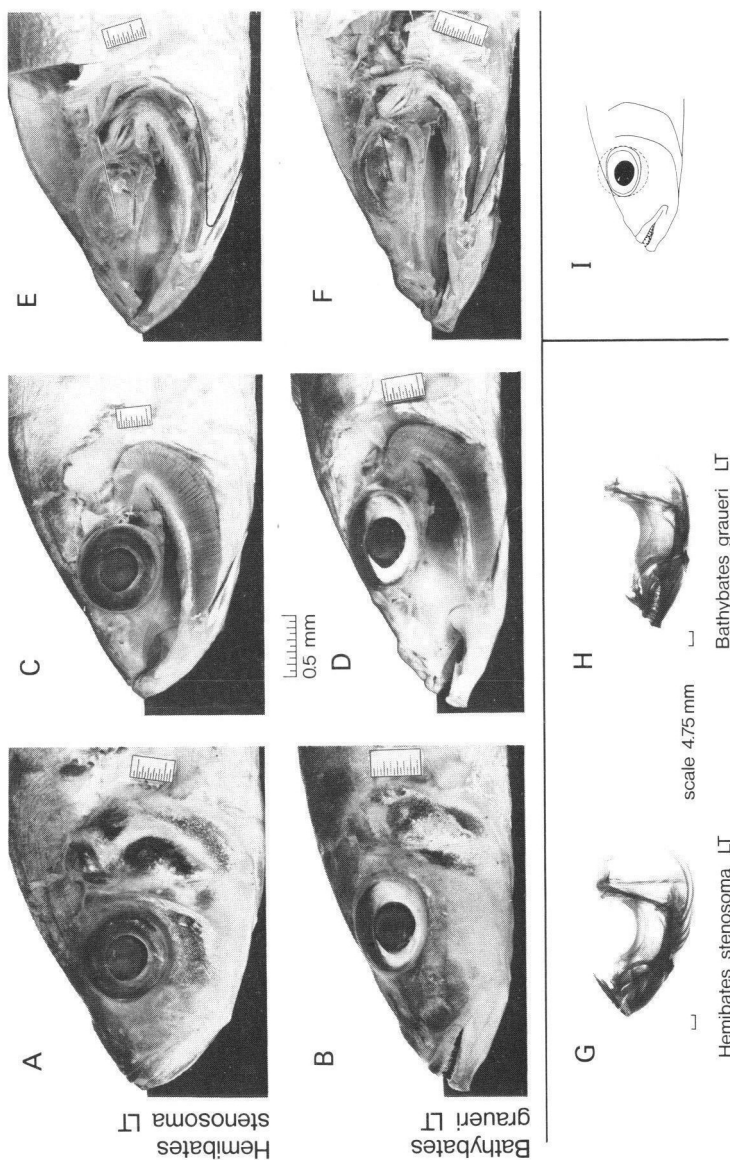 A
C
E
Hemibates
stenosoma LT
0.5 mm
B
D
F
Bathybates
graueri LT
G
H
I
scale 4.75 mm
Hemibates stenosoma LT
Bathybates graueri LT